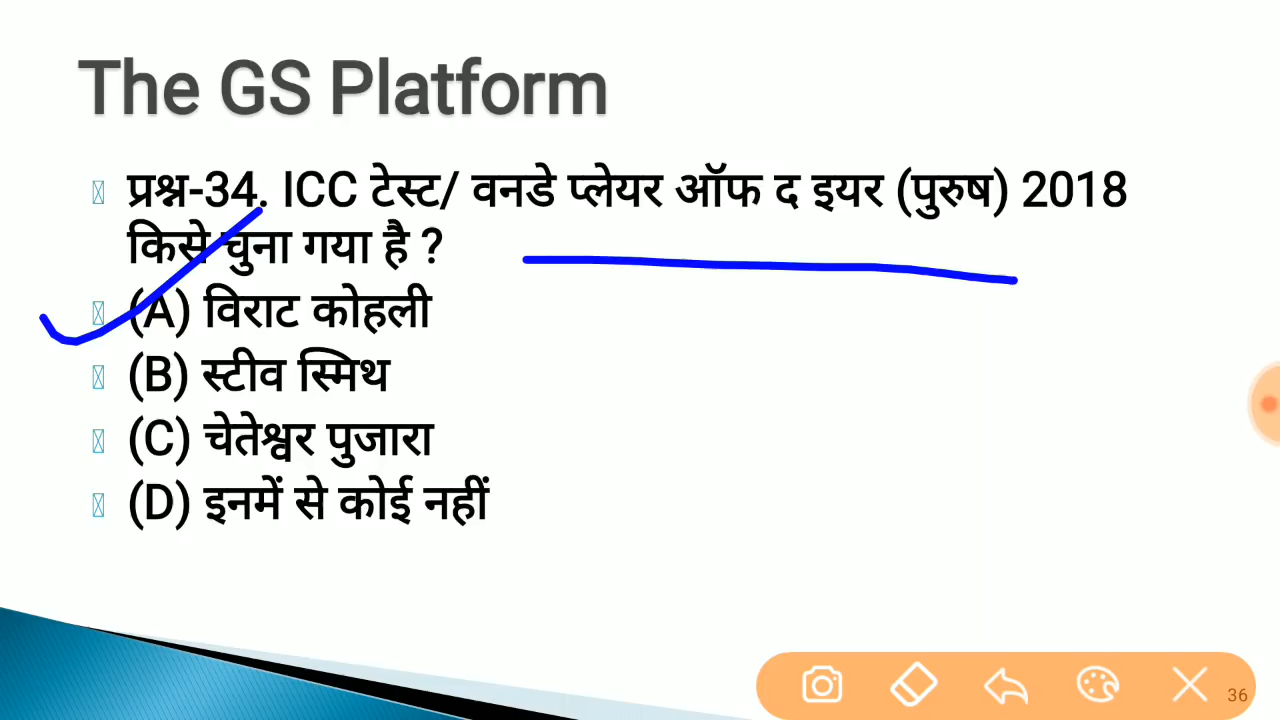 The GS Platform
प्रश्न-34. ICC टेस्ट/ वनडे प्लेयर ऑफ द इयर (पुरुष) 2018
किसे चुना गया है ?
(A) विराट कोहली
(B) स्टीव स्मिथ
(C) चेतेश्वर पुजारा
(D) इनमें से कोई नहीं
36